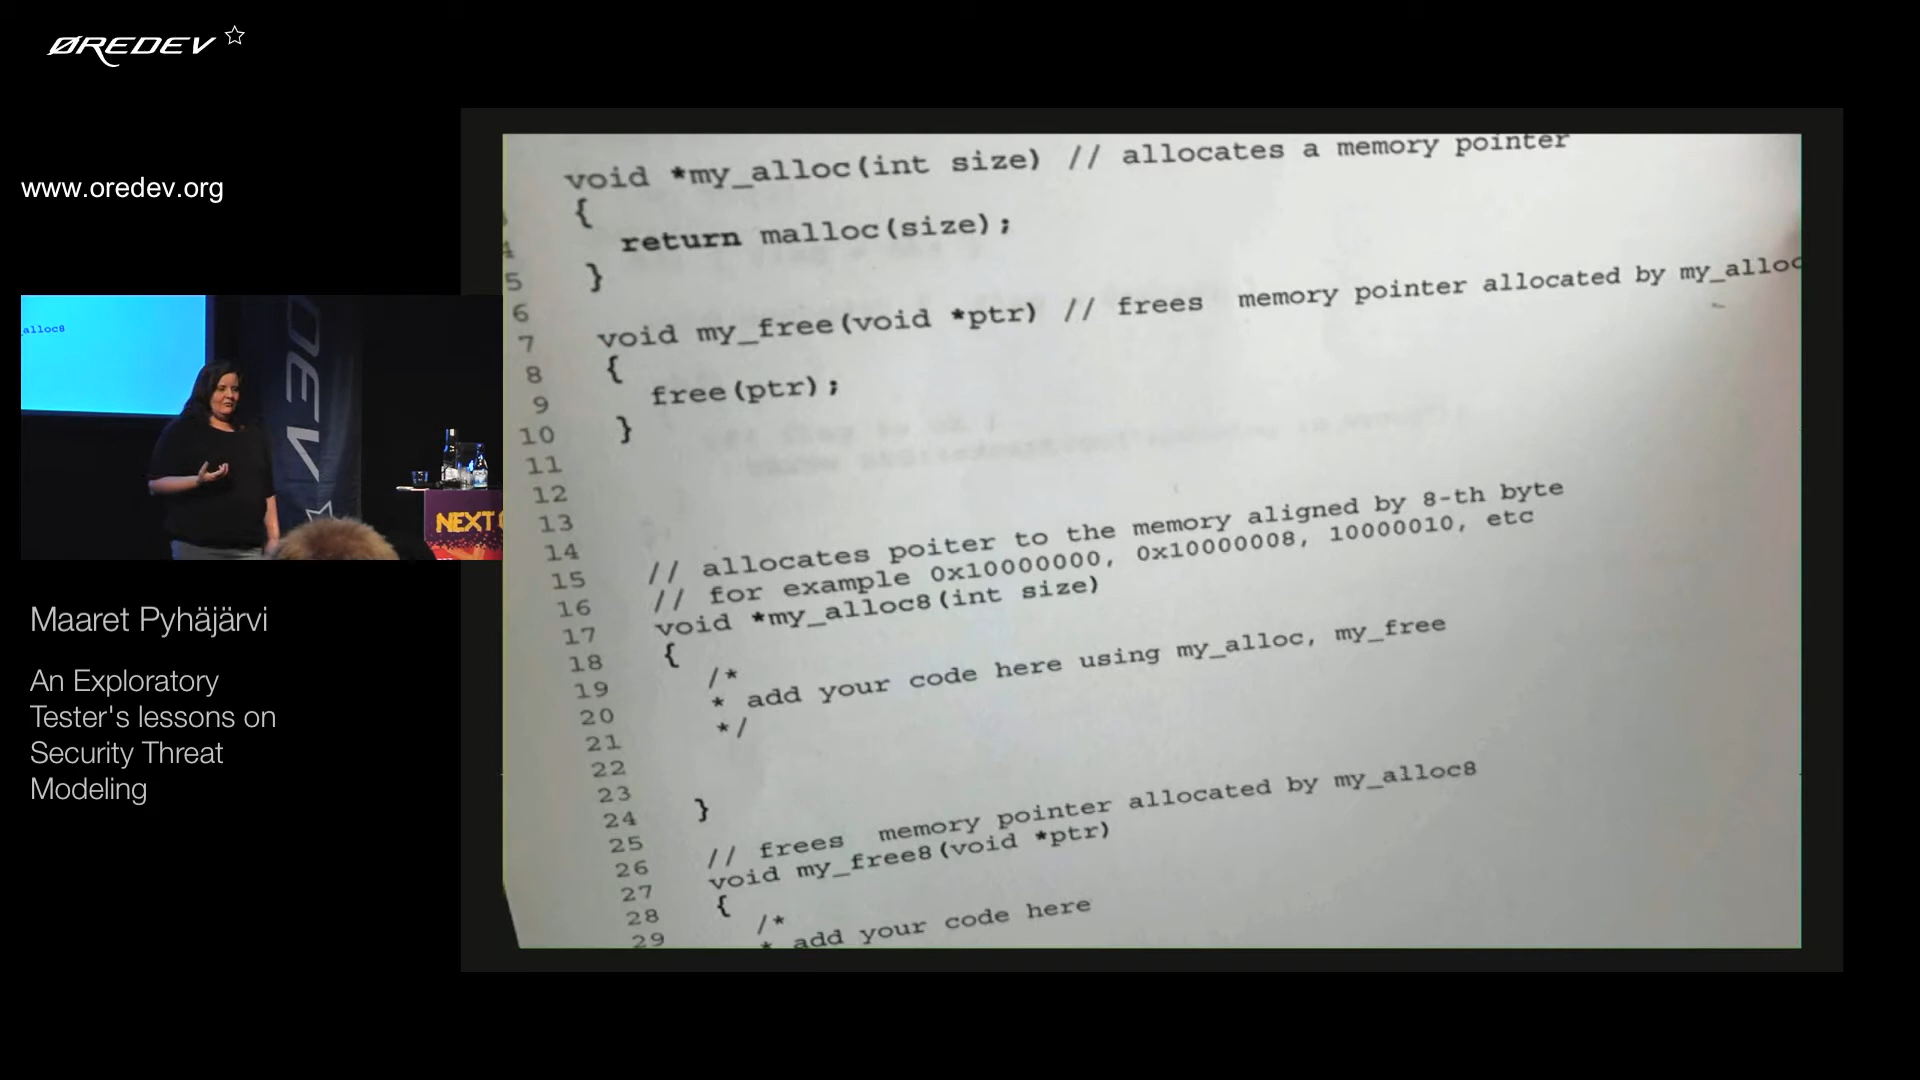 ØREDEV
www.oredev.org
alloc8
DEV
NEXT
Maaret Pyhäjärvi
An Exploratory
Tester's lessons on
Security Threat
Modeling
void *my_alloc(int size) // allocates a memory pointer
{
4 return malloc(size);
5 }
6
7 void my_free(void *ptr) // frees memory pointer allocated by my_alloc
8 {
9 free(ptr);
10 }
11
12
13
14 // allocates poiter to the memory aligned by 8-th byte
15 // for example 0x10000000, 0x10000008, 10000010, etc
16 void *my_alloc8(int size)
17 {
18 /*
19 * add your code here using my_alloc, my_free
20 */
21
22
23 }
24
25 // frees memory pointer allocated by my_alloc8
26 void my_free8(void *ptr)
27 {
28 /*
29 * add your code here